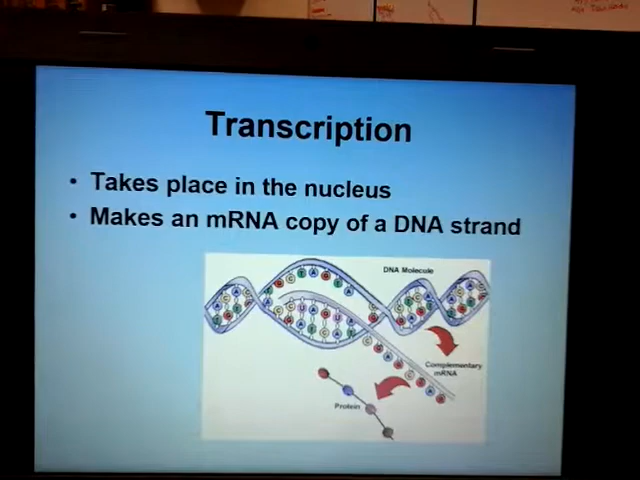 Transcription
• Takes place in the nucleus
• Makes an mRNA copy of a DNA strand
DNA Molecule
Complementary
mRNA
Protein